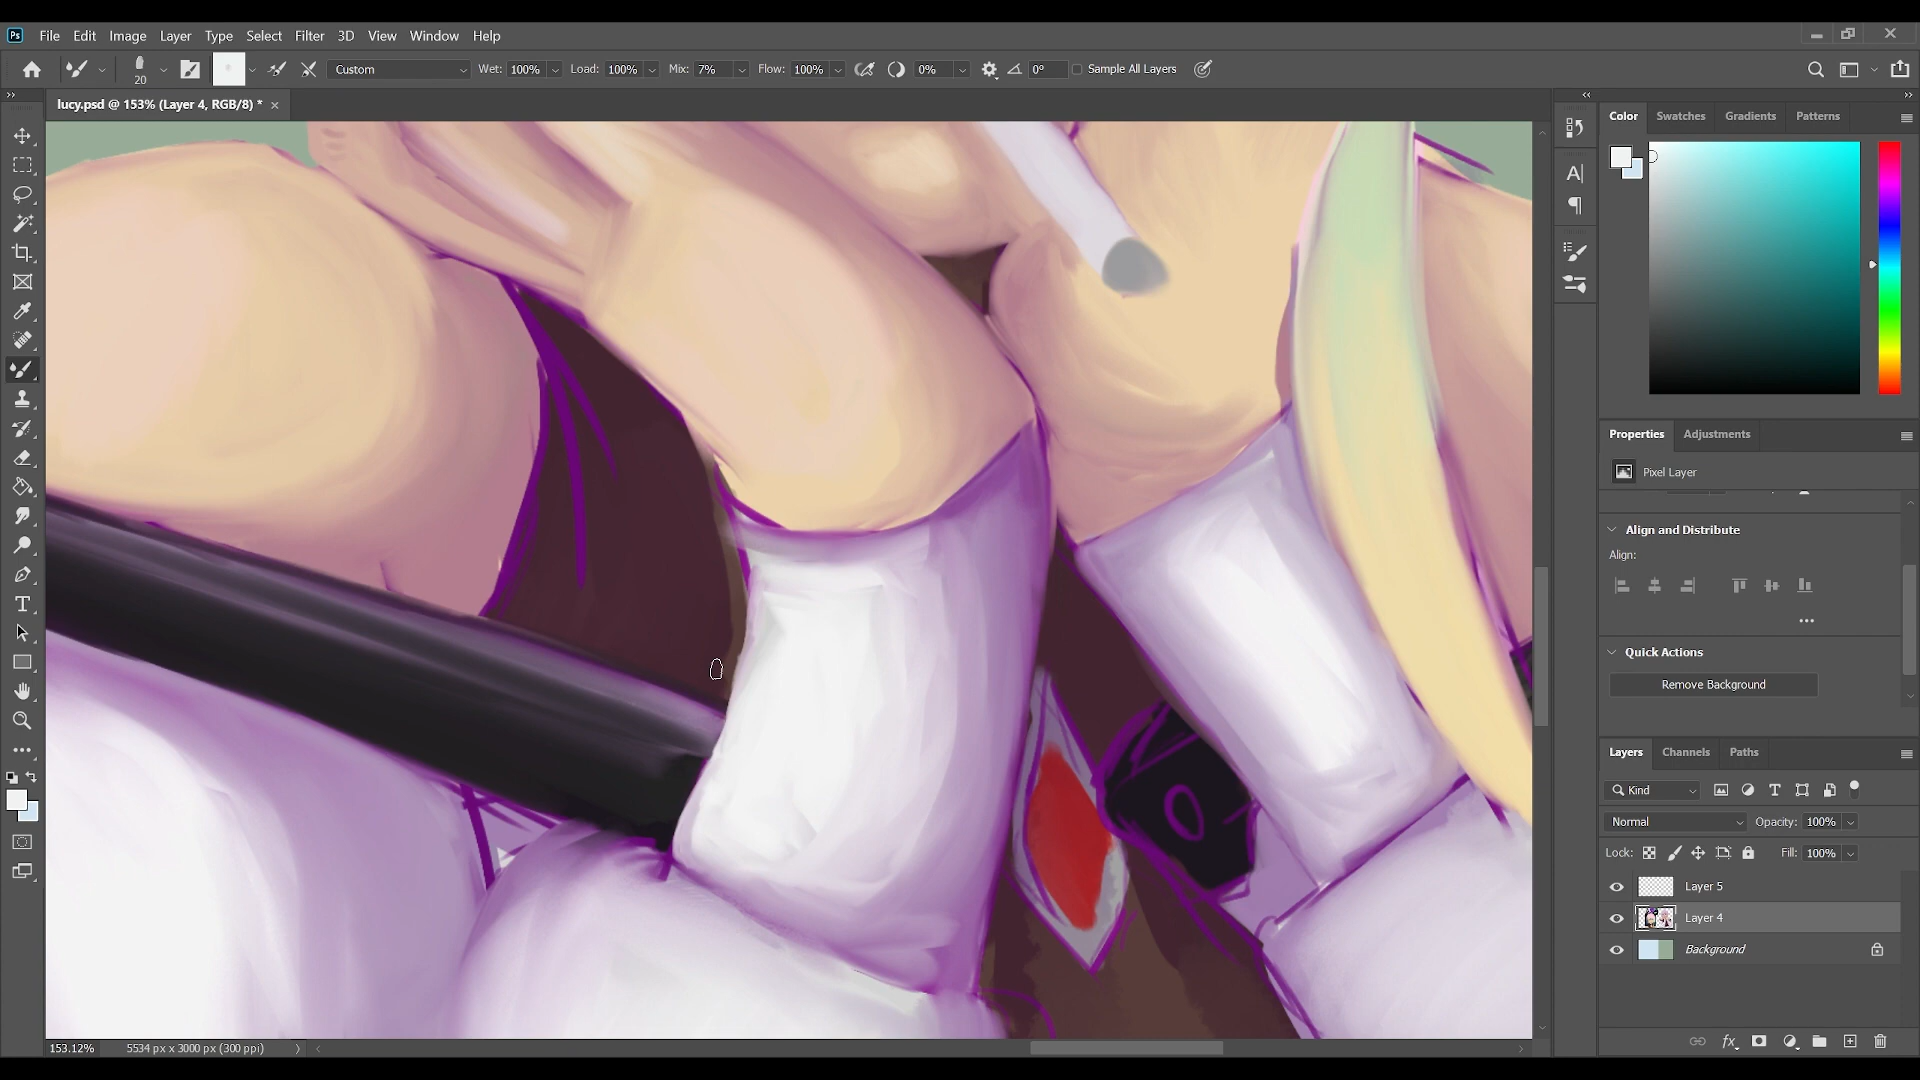 Ps File Edit Image Layer Type Select Filter 3D View Window Help
20 Custom Wet: 100% Load: 100% Mix: 7% Flow: 100% 0% 0° Sample All Layers
lucy.psd @ 153% (Layer 4, RGB/8) *
Color Swatches Gradients Patterns
Properties Adjustments
Pixel Layer
Align and Distribute
Align:
Quick Actions
Remove Background
Layers Channels Paths
Kind
Normal Opacity: 100%
Lock: Fill: 100%
Layer 5
Layer 4
Background
153.12% 5534 px x 3000 px (300 ppi)